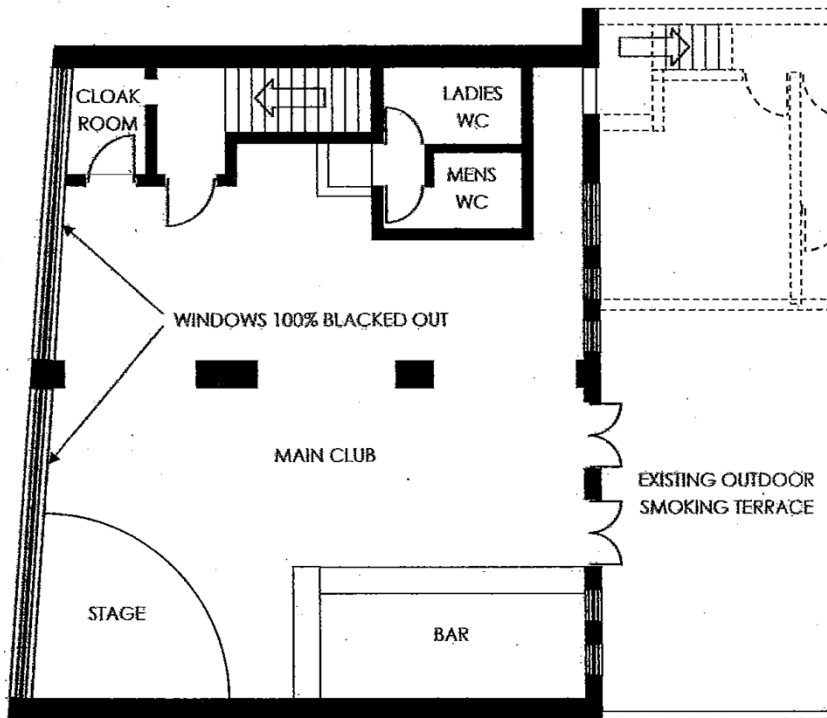 CLOAK
ROOM
LADIES
WC
MENS
WC
WINDOWS 100% BLACKED OUT
MAIN CLUB
EXISTING OUTDOOR
SMOKING TERRACE
STAGE
BAR